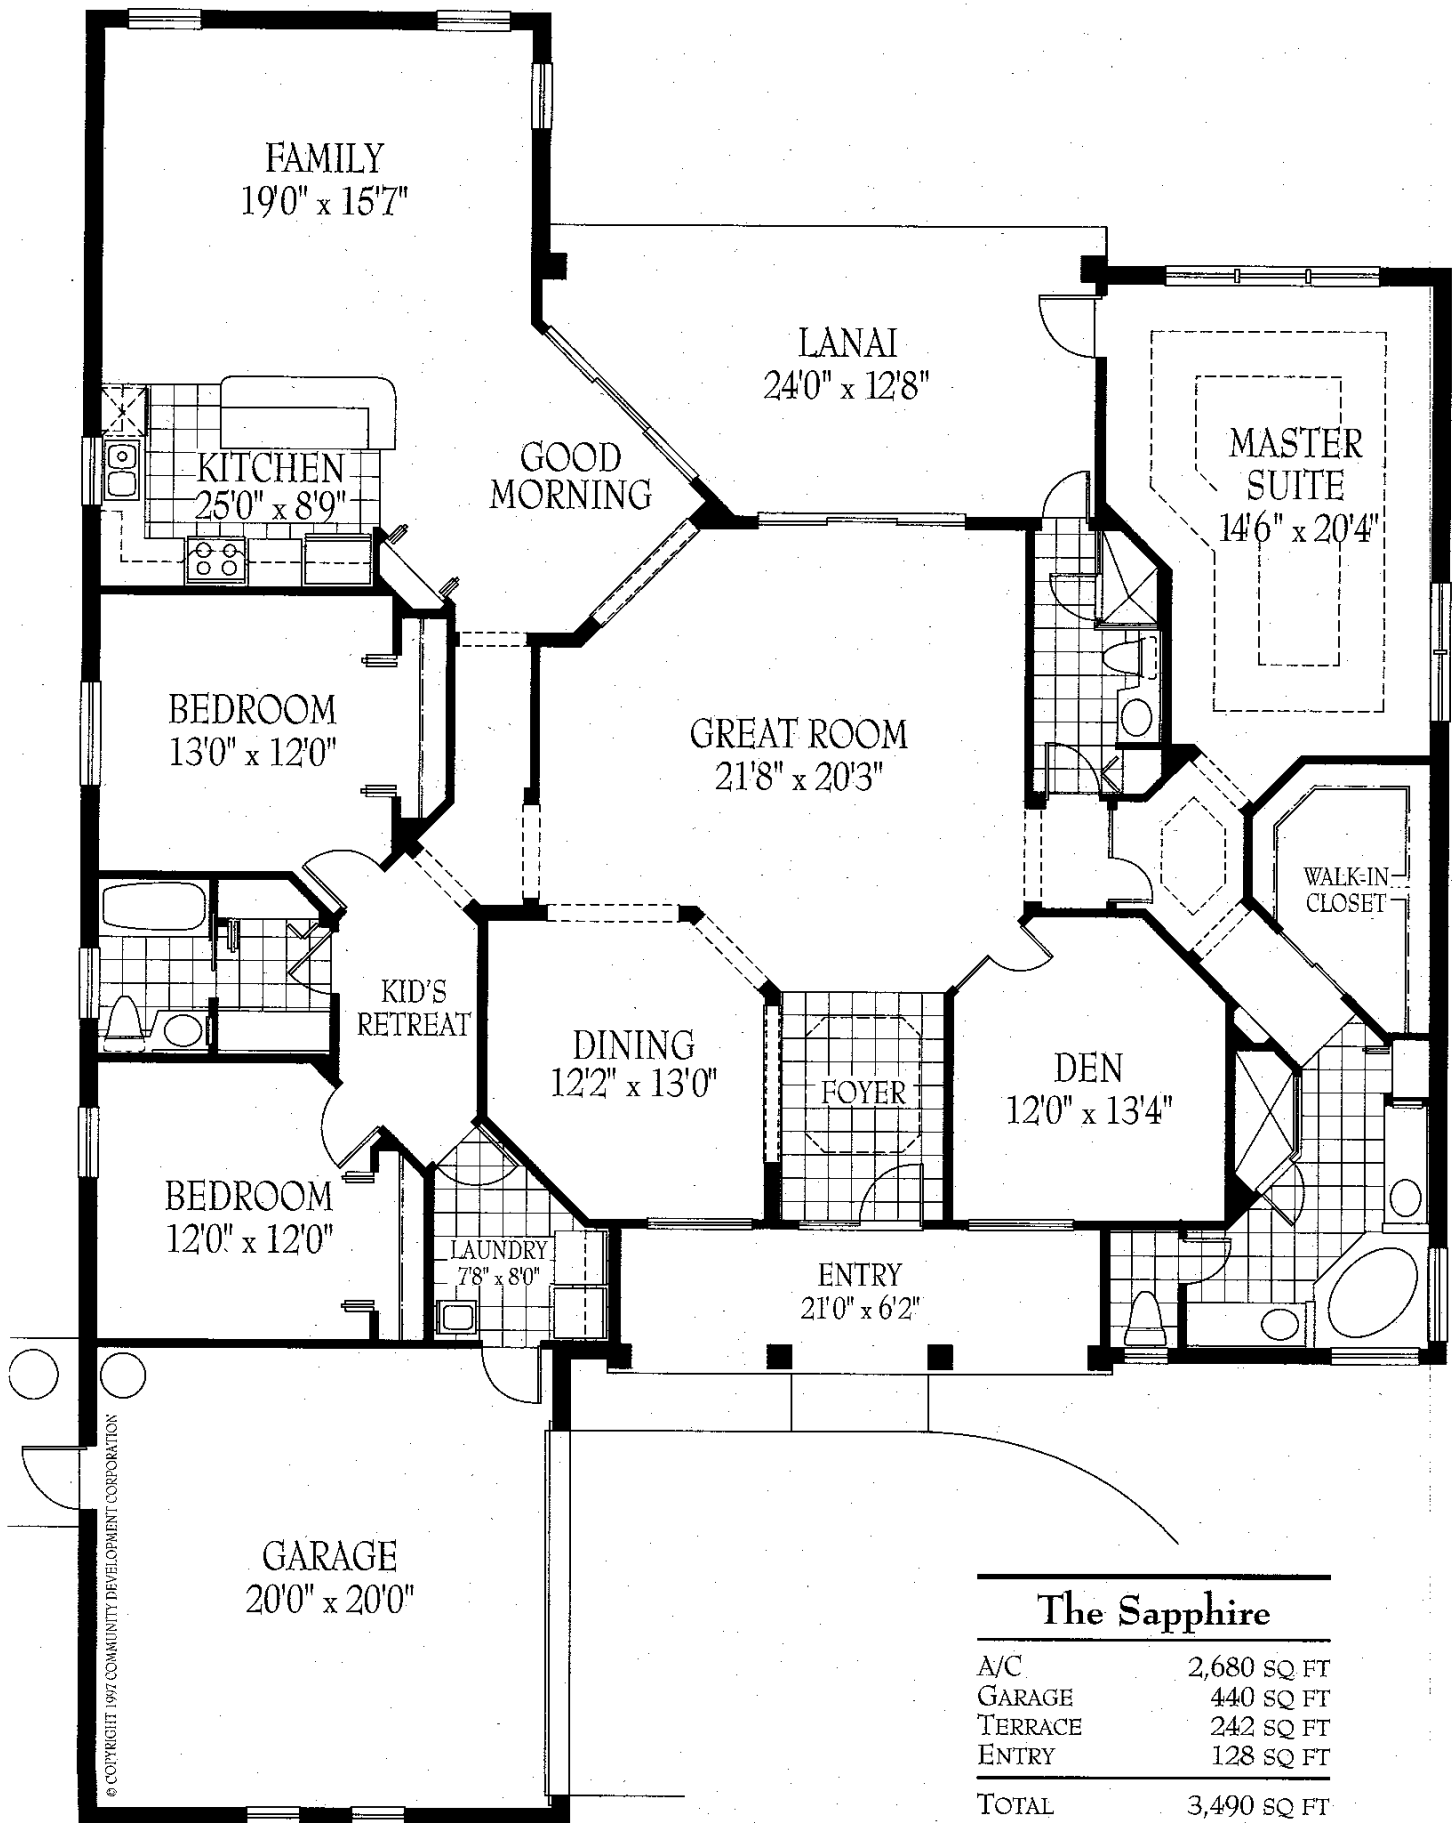 FAMILY
19'0" x 15'7"
LANAI
24'0" x 12'8"
MASTER
SUITE
14'6" x 20'4"
GOOD
MORNING
KITCHEN
25'0" x 8'9"
BEDROOM
13'0" x 12'0"
GREAT ROOM
21'8" x 20'3"
WALK-IN
CLOSET
KID'S
RETREAT
DINING
12'2" x 13'0"
FOYER
DEN
12'0" x 13'4"
BEDROOM
12'0" x 12'0"
LAUNDRY
7'8" x 8'0"
ENTRY
21'0" x 6'2"
GARAGE
20'0" x 20'0"
© COPYRIGHT 1997 COMMUNITY DEVELOPMENT CORPORATION
The Sapphire
A/C 2,680 SQ FT
GARAGE 440 SQ FT
TERRACE 242 SQ FT
ENTRY 128 SQ FT
TOTAL 3,490 SQ FT